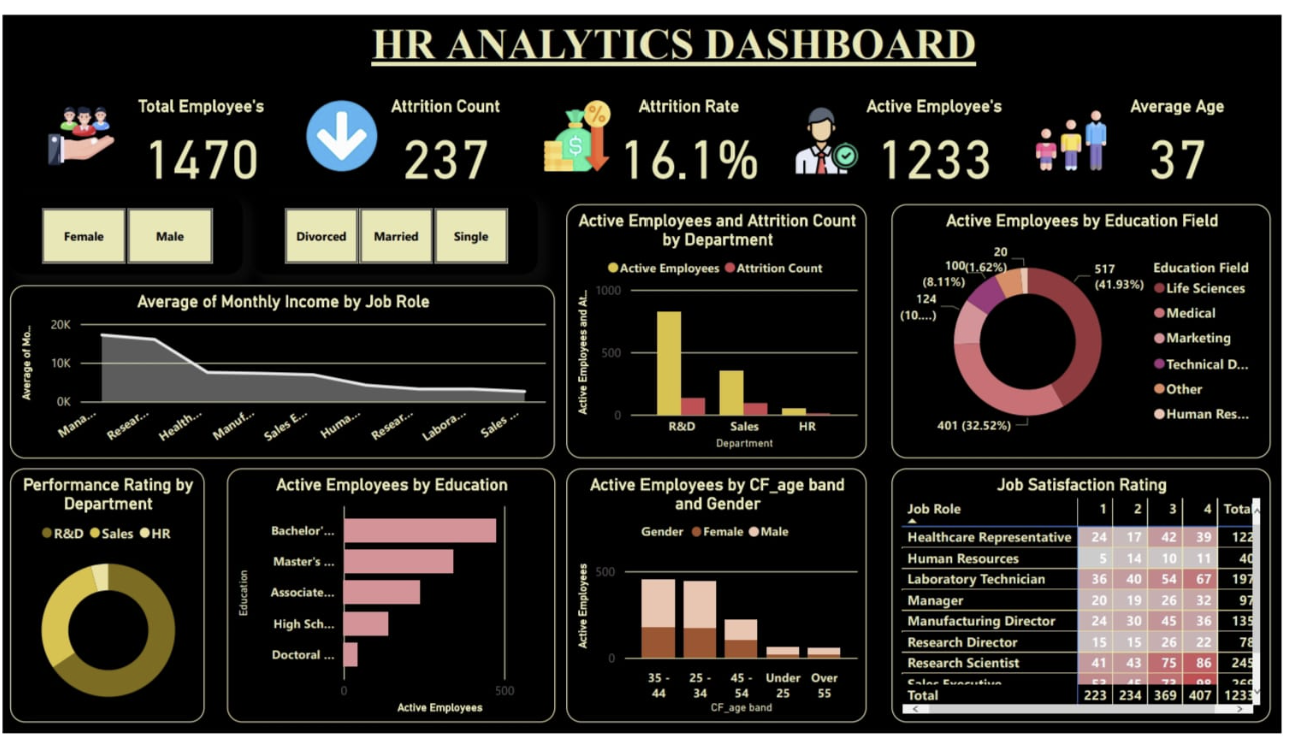 HR ANALYTICS DASHBOARD
Total Employee's
1470
Attrition Count
237
Attrition Rate
16.1%
Active Employee's
1233
Average Age
37
Female
Male
Divorced
Married
Single
Average of Monthly Income by Job Role
Average of Mo...
20K
10K
0K
Mana...
Resear...
Health...
Manuf...
Sales E...
Huma...
Resear...
Labora...
Sales ...
Active Employees and Attrition Count
by Department
Active Employees Attrition Count
Active Employees and At...
1000
500
0
R&D Sales HR
Department
Active Employees by Education Field
20
(1.62%)
100
(8.11%)
124
(10....)
517
(41.93%)
401 (32.52%)
Education Field
Life Sciences
Medical
Marketing
Technical D...
Other
Human Res...
Performance Rating by
Department
R&D Sales HR
Active Employees by Education
Education
Bachelor'...
Master's ...
Associate...
High Sch...
Doctoral ...
0 500
Active Employees
Active Employees by CF_age band
and Gender
Gender Female Male
Active Employees
500
0
35 - 44
25 - 34
45 - 54
Under 25
Over 55
CF_age band
Job Satisfaction Rating
Job Role 1 2 3 4 Tota
Healthcare Representative 24 17 42 39 122
Human Resources 5 14 10 11 40
Laboratory Technician 36 40 54 67 197
Manager 20 19 26 32 97
Manufacturing Director 24 30 45 36 135
Research Director 15 15 26 22 78
Research Scientist 41 43 75 86 245
Sales Executive
Total 223 234 369 407 1233